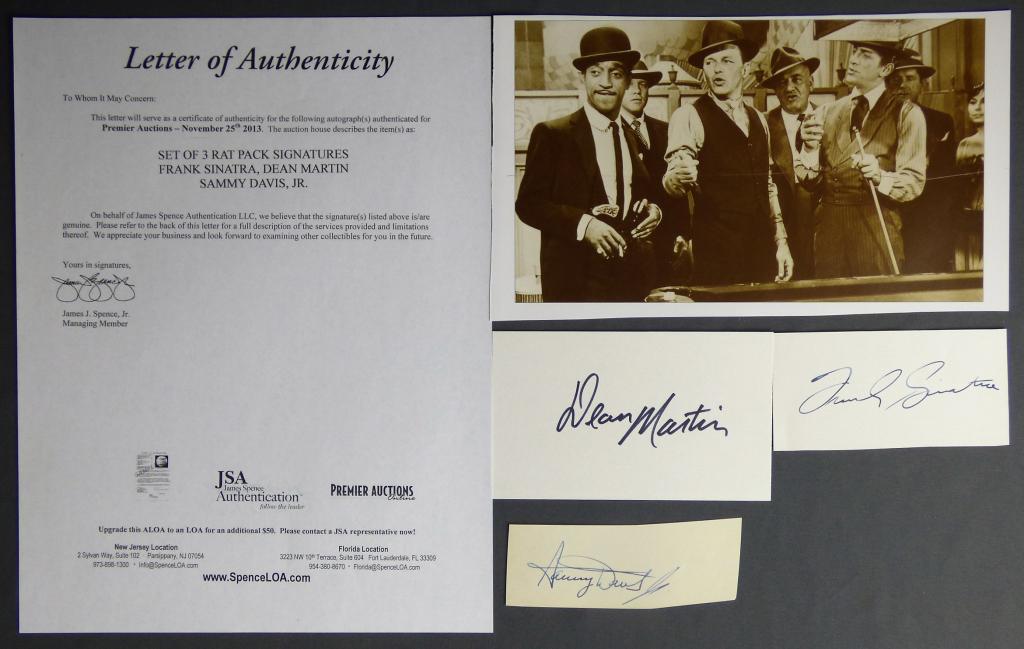 Letter of Authenticity
To Whom It May Concern:
This letter will serve as a certificate of authenticity for the following autograph(s) authenticated for
Premier Auctions – November 25th 2013. The auction house describes the item(s) as:
SET OF 3 RAT PACK SIGNATURES
FRANK SINATRA, DEAN MARTIN
SAMMY DAVIS, JR.
On behalf of James Spence Authentication LLC, we believe that the signature(s) listed above is/are
genuine. Please refer to the back of this letter for a full description of the services provided and limitations
thereof. We appreciate your business and look forward to examining other collectibles for you in the future.
Yours in signatures,
James J. Spence, Jr.
Managing Member
JSA
James Spence
Authentication
follow the leader
PREMIER AUCTIONS
Online
Upgrade this ALOA to an LOA for an additional $50. Please contact a JSA representative now!
New Jersey Location
2 Sylvan Way, Suite 102 · Parsippany, NJ 07054
973-898-1300 · Info@SpenceLOA.com
Florida Location
3223 NW 10th Terrace, Suite 604 Fort Lauderdale, FL 33309
954-380-8670 · Florida@SpenceLOA.com
www.SpenceLOA.com
Dean Martin
Frank Sinatra
Sammy Davis Jr